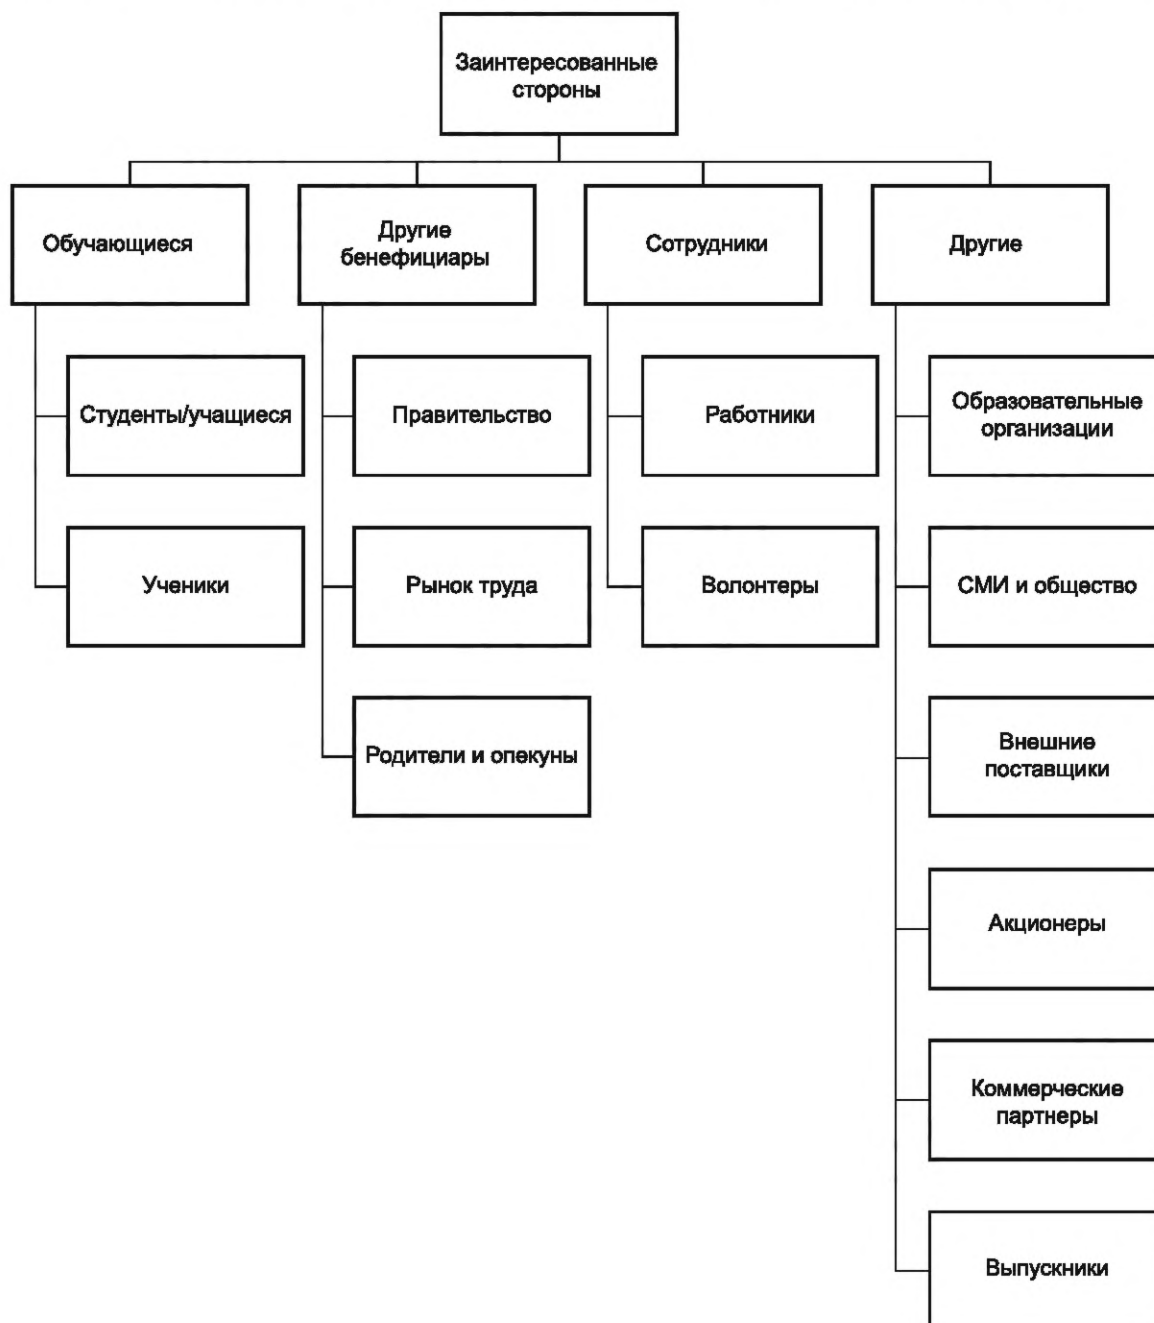 Заинтересованные
стороны
Обучающиеся
Другие
бенефициары
Сотрудники
Другие
Студенты/учащиеся
Правительство
Работники
Образовательные
организации
Ученики
Рынок труда
Волонтеры
СМИ и общество
Родители и опекуны
Внешние
поставщики
Акционеры
Коммерческие
партнеры
Выпускники